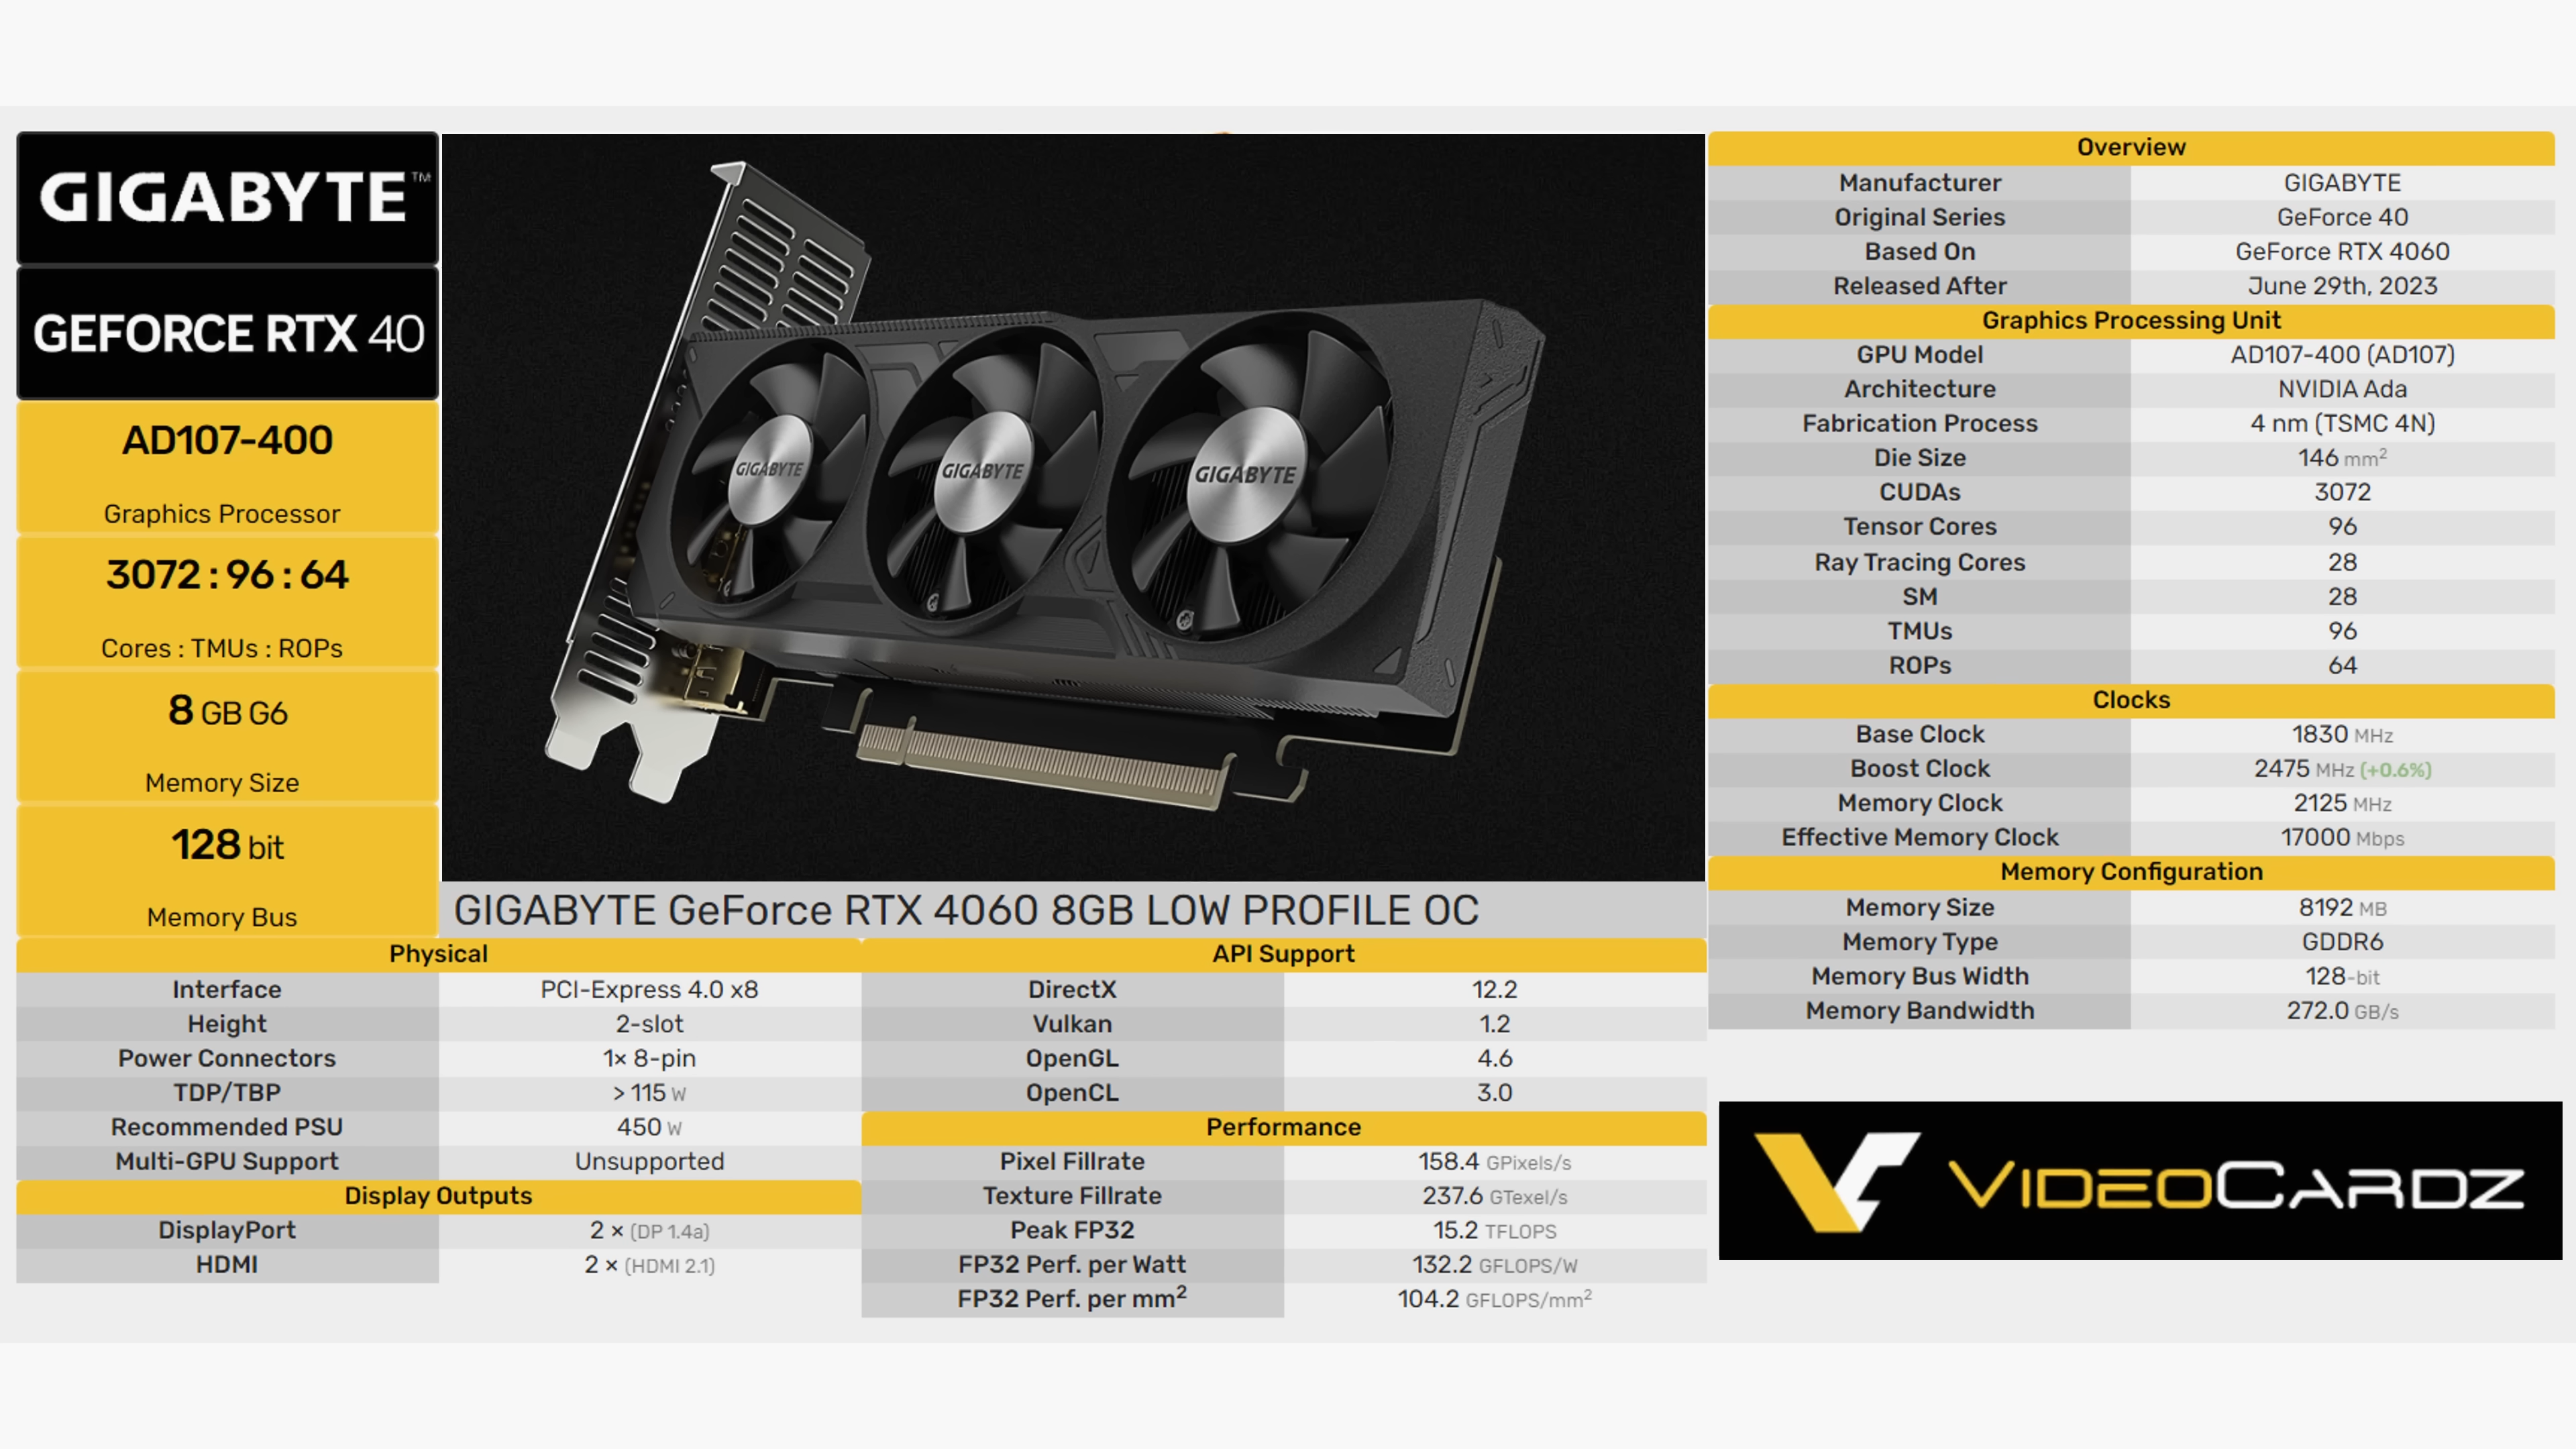 GIGABYTE™
GEFORCE RTX 40
AD107-400
Graphics Processor
3072 : 96 : 64
Cores : TMUs : ROPs
8 GB G6
Memory Size
128 bit
Memory Bus
GIGABYTE
GIGABYTE
GIGABYTE
GIGABYTE GeForce RTX 4060 8GB LOW PROFILE OC
Physical
Interface PCI-Express 4.0 x8
Height 2-slot
Power Connectors 1× 8-pin
TDP/TBP > 115 W
Recommended PSU 450 W
Multi-GPU Support Unsupported
Display Outputs
DisplayPort 2 × (DP 1.4a)
HDMI 2 × (HDMI 2.1)
API Support
DirectX 12.2
Vulkan 1.2
OpenGL 4.6
OpenCL 3.0
Performance
Pixel Fillrate 158.4 GPixels/s
Texture Fillrate 237.6 GTexel/s
Peak FP32 15.2 TFLOPS
FP32 Perf. per Watt 132.2 GFLOPS/W
FP32 Perf. per mm² 104.2 GFLOPS/mm²
Overview
Manufacturer GIGABYTE
Original Series GeForce 40
Based On GeForce RTX 4060
Released After June 29th, 2023
Graphics Processing Unit
GPU Model AD107-400 (AD107)
Architecture NVIDIA Ada
Fabrication Process 4 nm (TSMC 4N)
Die Size 146 mm²
CUDAs 3072
Tensor Cores 96
Ray Tracing Cores 28
SM 28
TMUs 96
ROPs 64
Clocks
Base Clock 1830 MHz
Boost Clock 2475 MHz (+0.6%)
Memory Clock 2125 MHz
Effective Memory Clock 17000 Mbps
Memory Configuration
Memory Size 8192 MB
Memory Type GDDR6
Memory Bus Width 128-bit
Memory Bandwidth 272.0 GB/s
VIDEOCARDZ